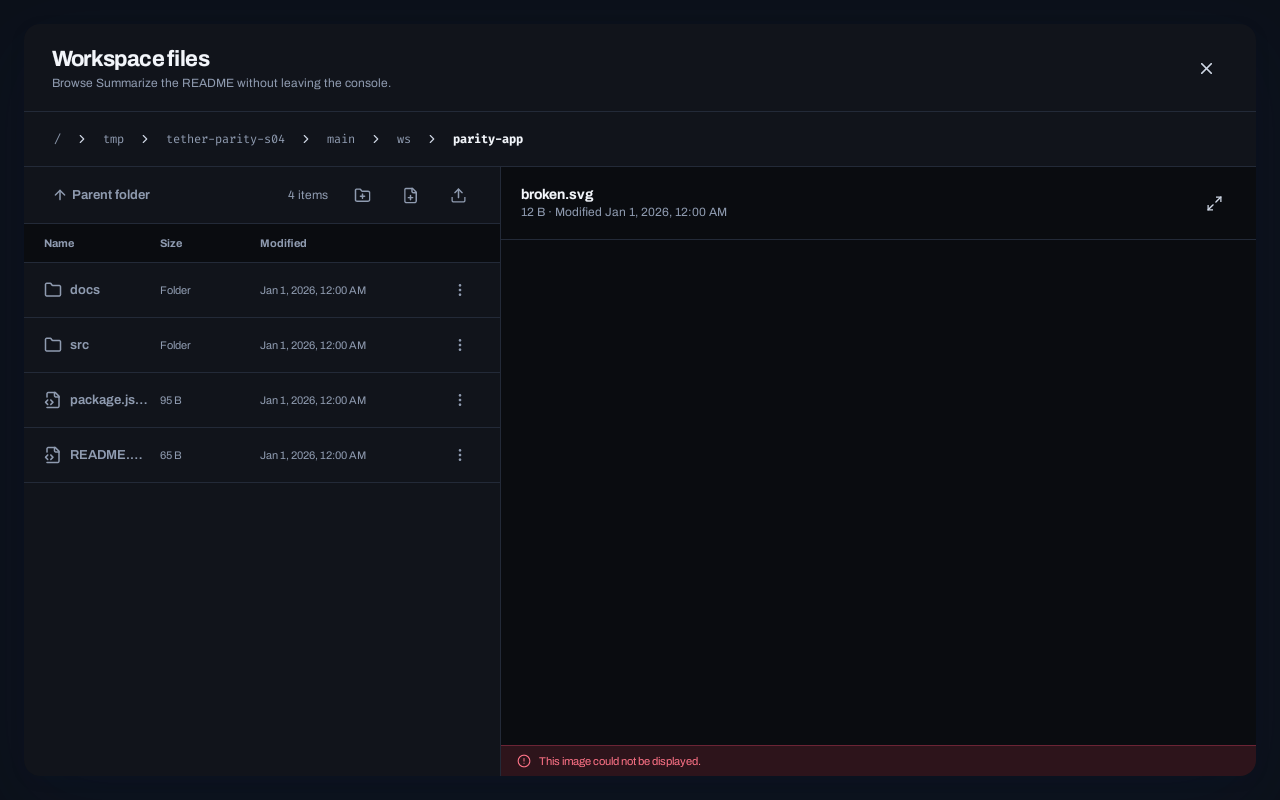 Workspace files
Browse Summarize the README without leaving the console.
/ tmp tether-parity-s04 main ws parity-app
Parent folder 4 items
Name Size Modified
docs Folder Jan 1, 2026, 12:00 AM
src Folder Jan 1, 2026, 12:00 AM
package.js... 95 B Jan 1, 2026, 12:00 AM
README.... 65 B Jan 1, 2026, 12:00 AM
broken.svg
12 B · Modified Jan 1, 2026, 12:00 AM
This image could not be displayed.